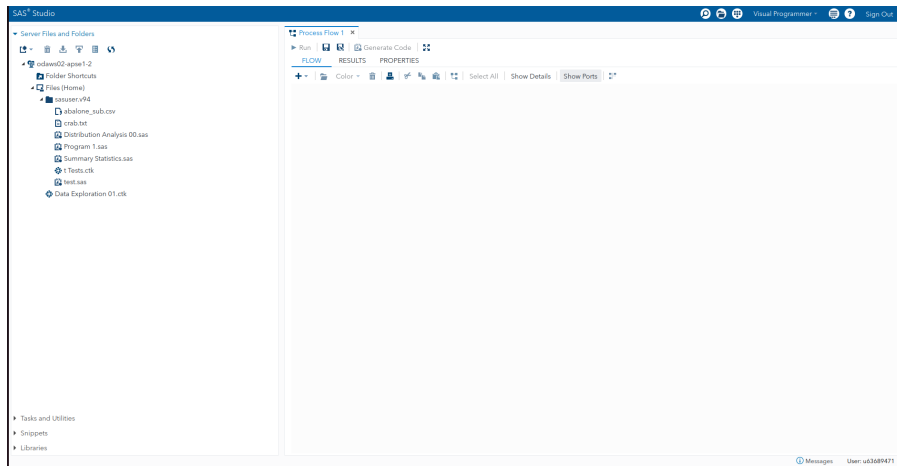 SAS® Studio
Visual Programmer
Sign Out
Server Files and Folders
odaws02-apse1-2
Folder Shortcuts
Files (Home)
sasuser.v94
abalone_sub.csv
crab.txt
Distribution Analysis 00.sas
Program 1.sas
Summary Statistics.sas
t Tests.ctk
test.sas
Data Exploration 01.ctk
Tasks and Utilities
Snippets
Libraries
Process Flow 1 ×
Run Generate Code
FLOW RESULTS PROPERTIES
Color Select All Show Details Show Ports
Messages User: u63689471